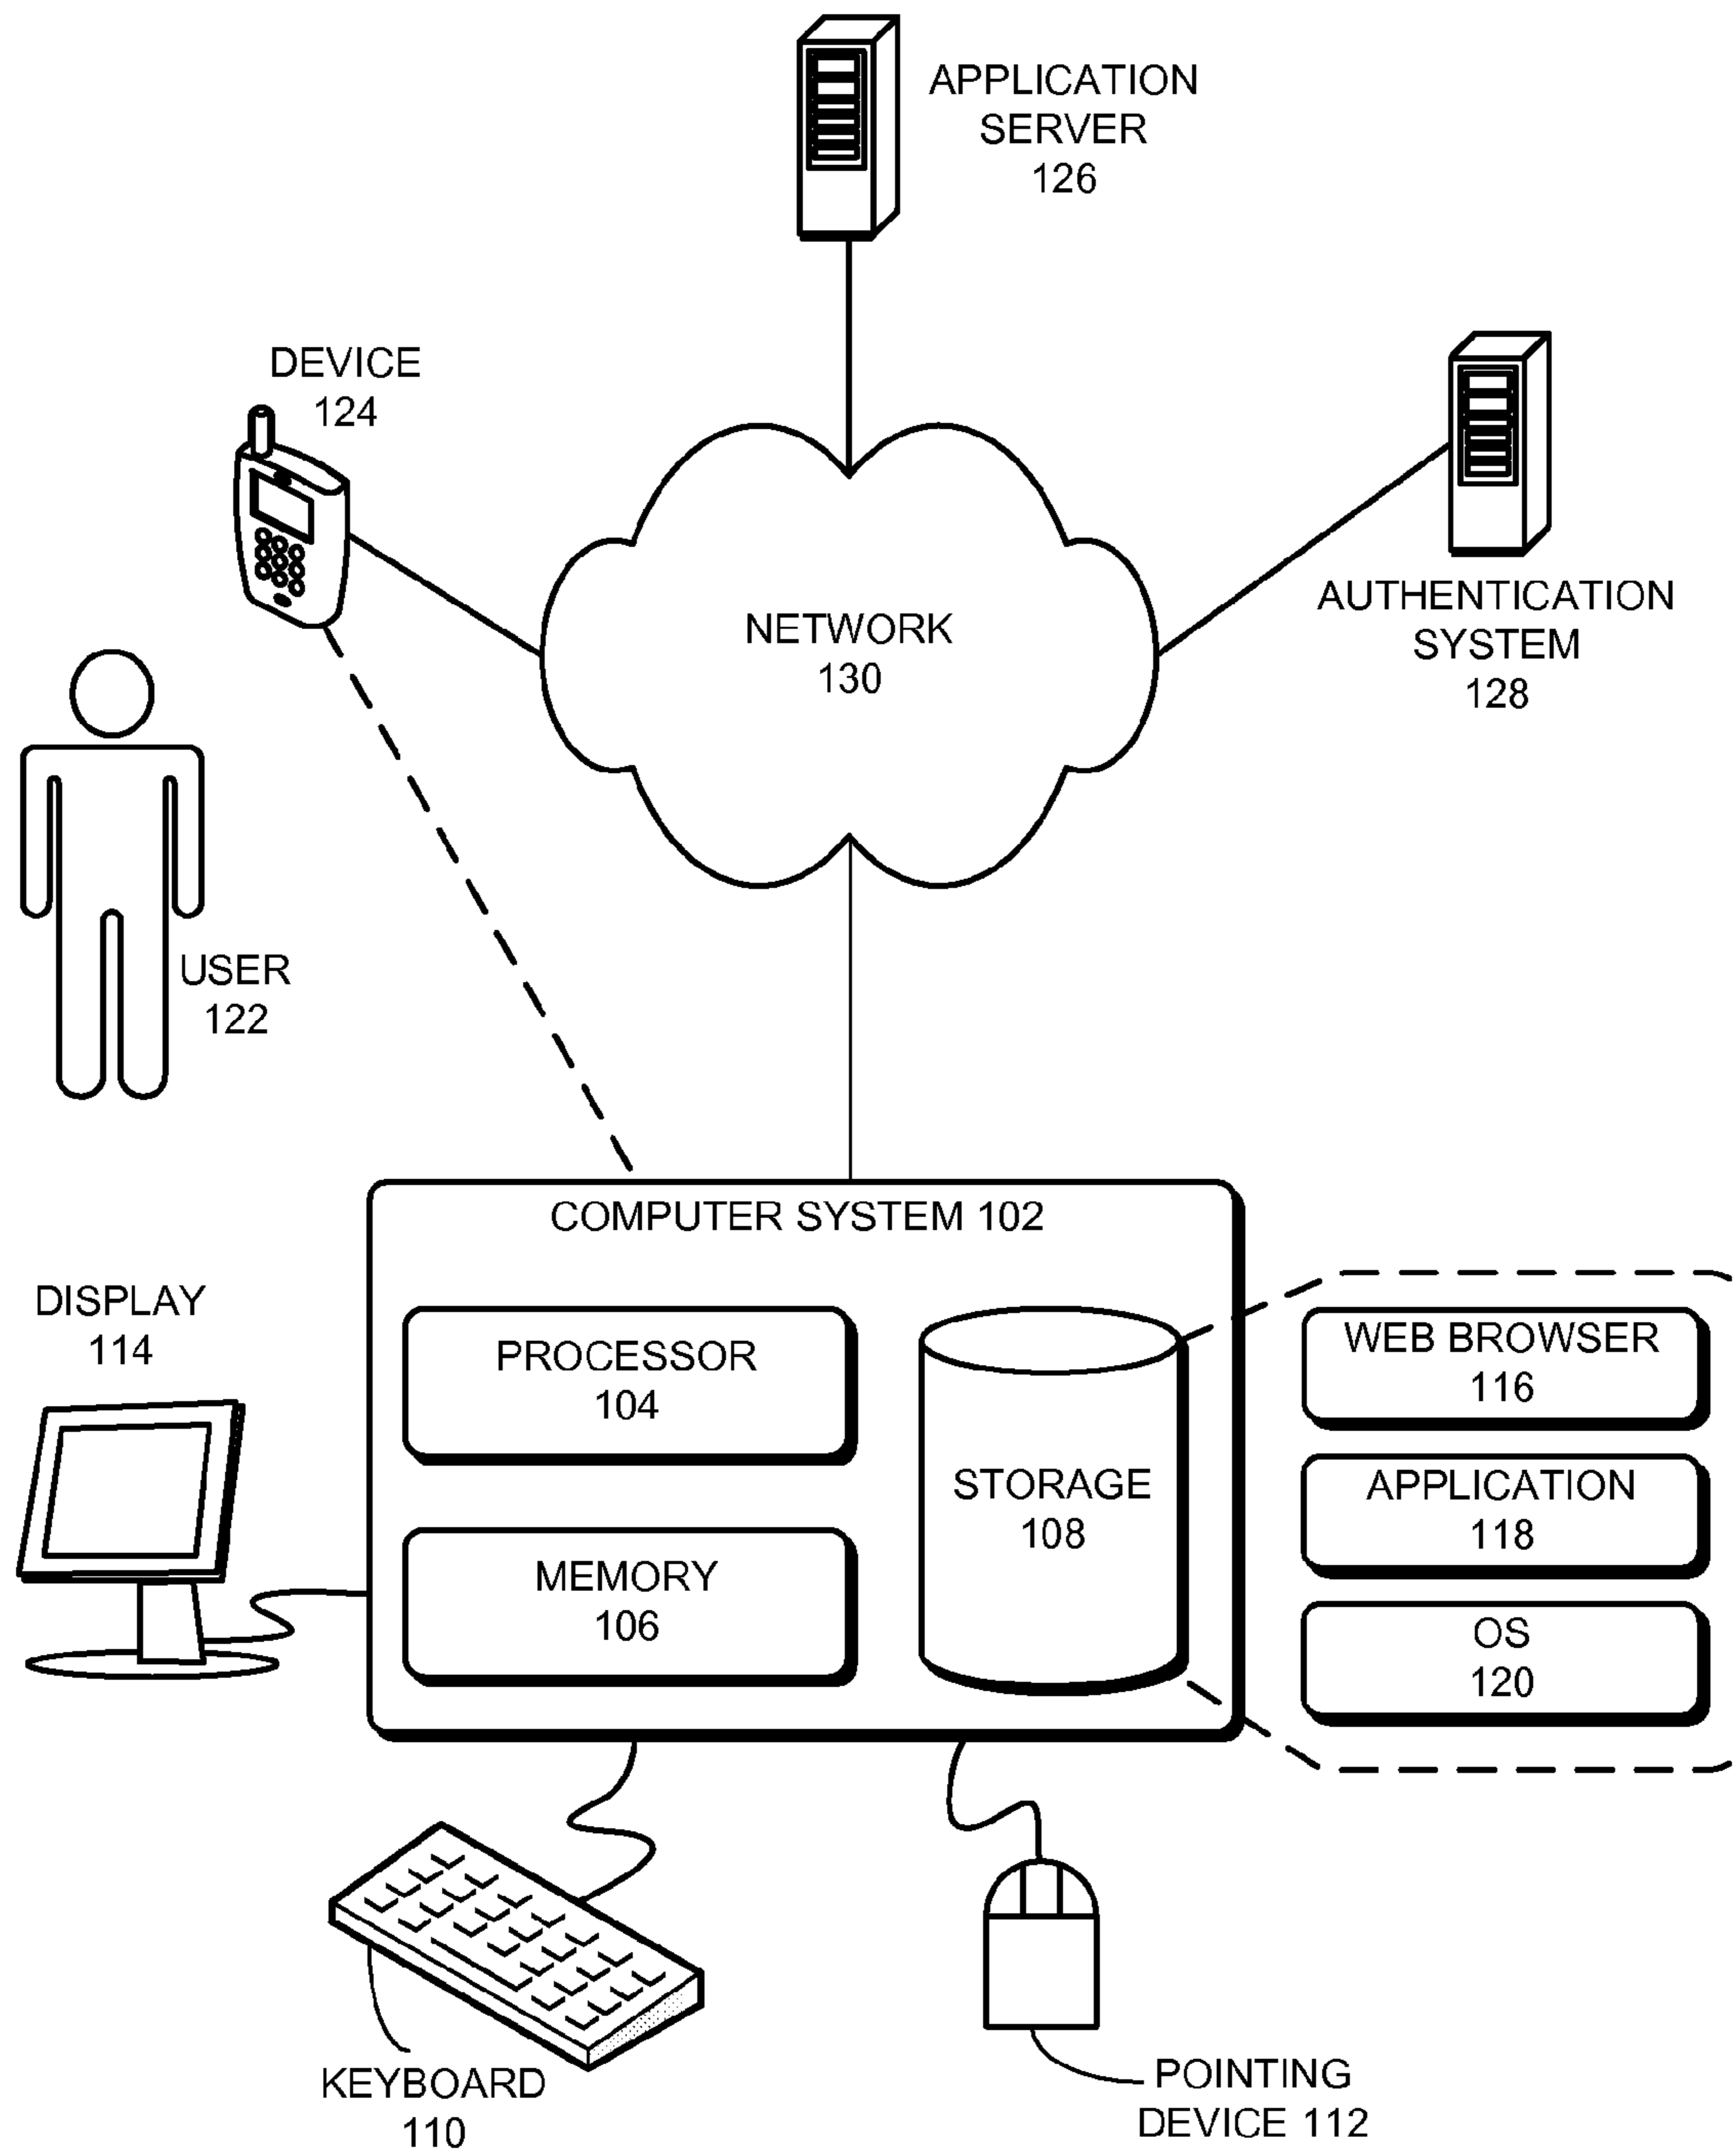 APPLICATION
SERVER
126
DEVICE
124
AUTHENTICATION
SYSTEM
128
NETWORK
130
USER
122
COMPUTER SYSTEM 102
DISPLAY
114
PROCESSOR
104
MEMORY
106
STORAGE
108
WEB BROWSER
116
APPLICATION
118
OS
120
KEYBOARD
110
POINTING
DEVICE 112